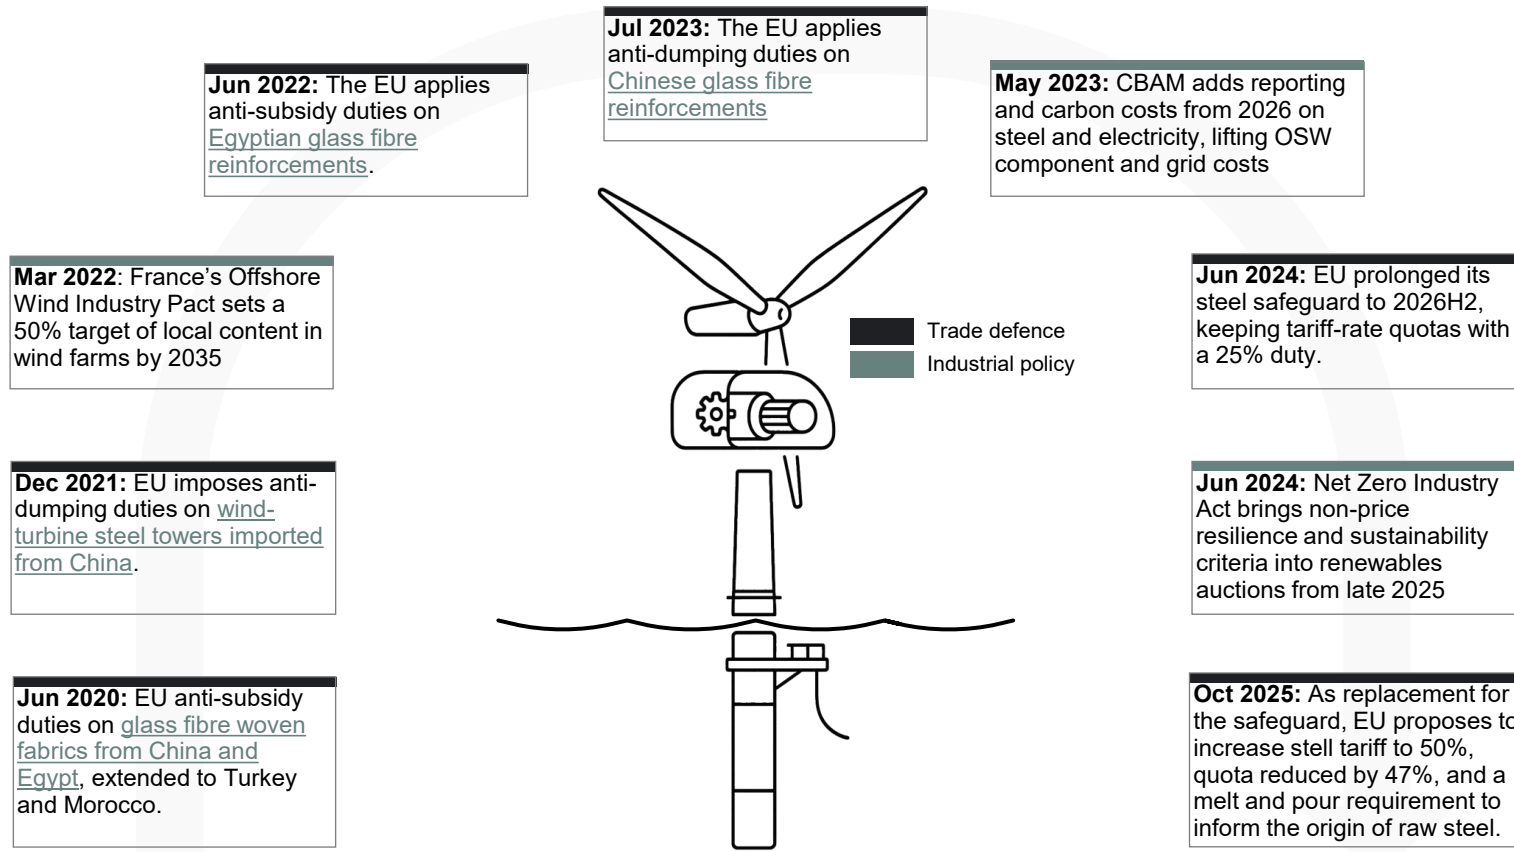 Jul 2023: The EU applies
anti-dumping duties on
Chinese glass fibre
reinforcements
Jun 2022: The EU applies
anti-subsidy duties on
Egyptian glass fibre
reinforcements.
May 2023: CBAM adds reporting
and carbon costs from 2026 on
steel and electricity, lifting OSW
component and grid costs
Mar 2022: France’s Offshore
Wind Industry Pact sets a
50% target of local content in
wind farms by 2035
Trade defence
Industrial policy
Jun 2024: EU prolonged its
steel safeguard to 2026H2,
keeping tariff-rate quotas with
a 25% duty.
Dec 2021: EU imposes anti-
dumping duties on wind-
turbine steel towers imported
from China.
Jun 2024: Net Zero Industry
Act brings non-price
resilience and sustainability
criteria into renewables
auctions from late 2025
Jun 2020: EU anti-subsidy
duties on glass fibre woven
fabrics from China and
Egypt, extended to Turkey
and Morocco.
Oct 2025: As replacement for
the safeguard, EU proposes to
increase stell tariff to 50%,
quota reduced by 47%, and a
melt and pour requirement to
inform the origin of raw steel.